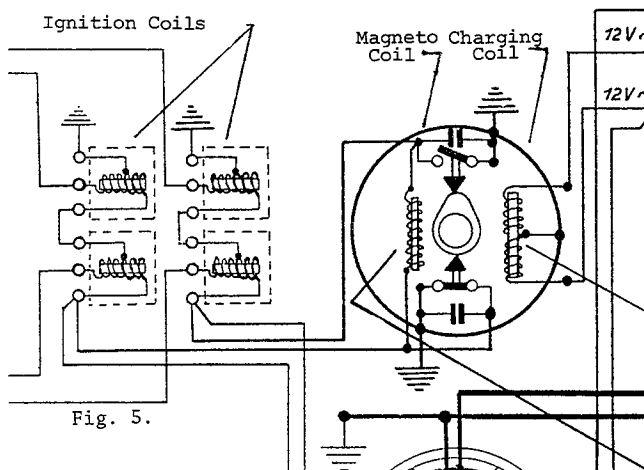 Ignition Coils
Magneto Coil
Charging Coil
12V~
12V~
Fig. 5.